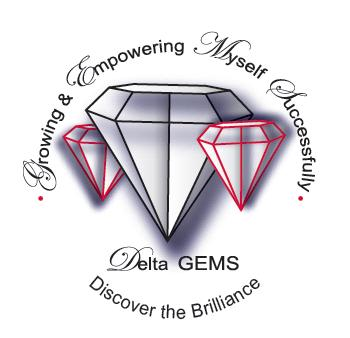 Growing & Empowering Myself Successfully
Delta GEMS
Discover the Brilliance